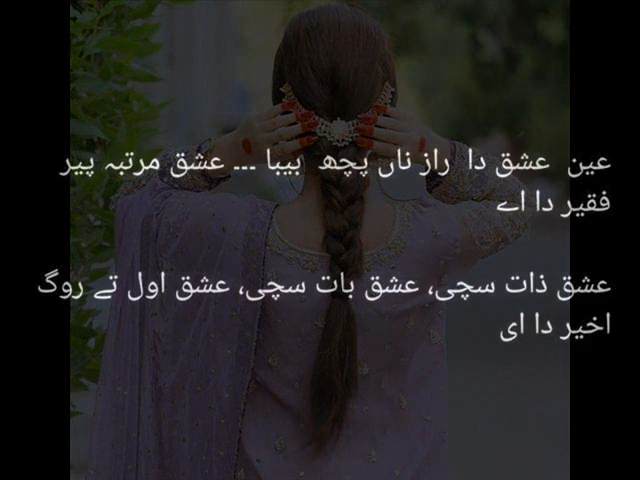 عین  عشق دا  راز ناں پچھ  بیبا ... عشق مرتبہ پیر
فقیر دا اے
عشق ذات سچی، عشق بات سچی، عشق اول تے روگ
اخیر دا ای